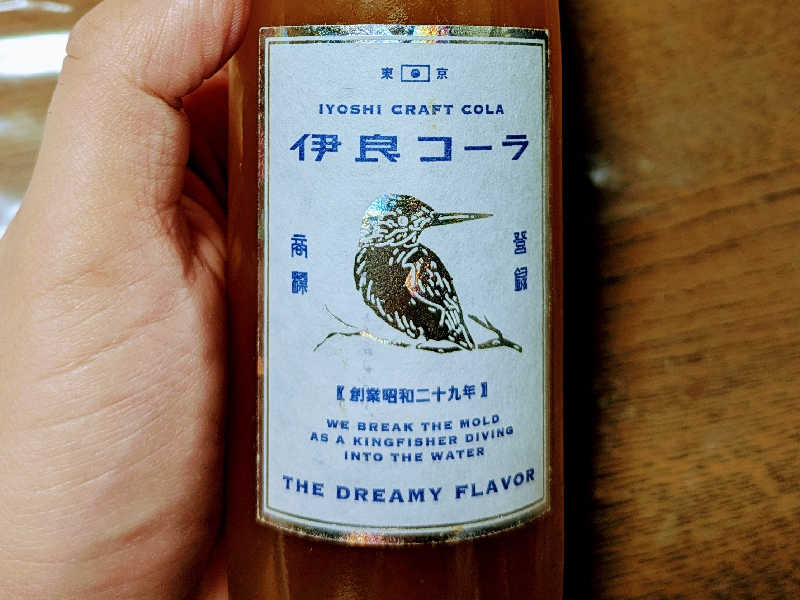 東京
IYOSHI CRAFT COLA
伊良コーラ
登録
商標
【創業昭和二十九年】
WE BREAK THE MOLD
AS A KINGFISHER DIVING
INTO THE WATER
THE DREAMY FLAVOR